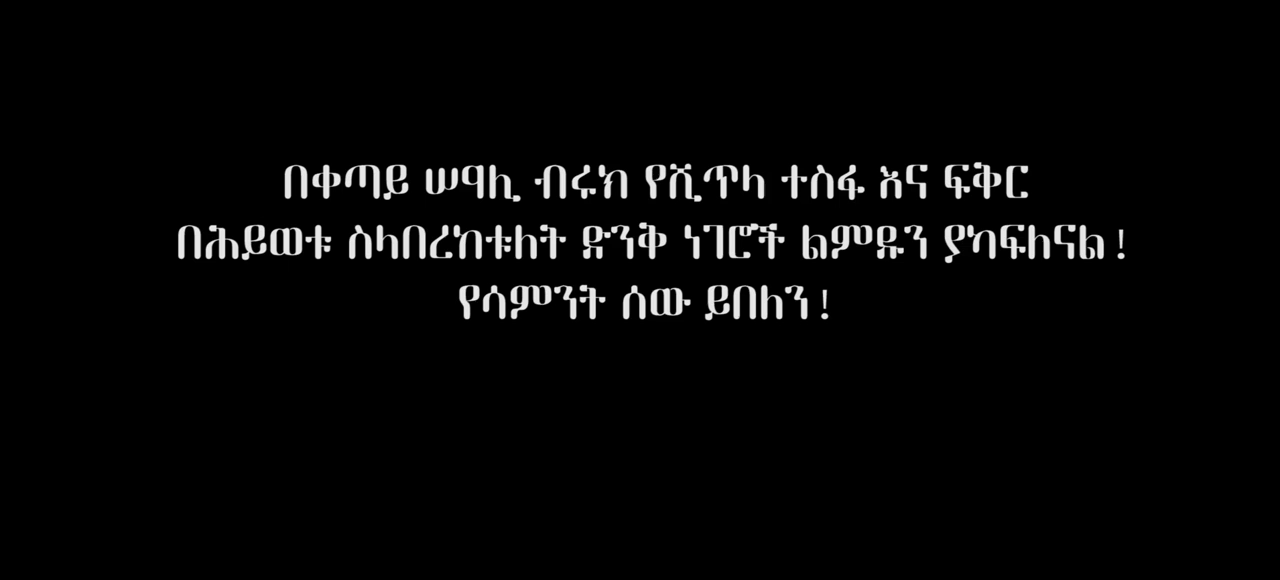 በቀጣይ ሠዓሊ ብሩክ የሺጥላ ተስፋ እና ፍቅር
በሕይወቱ ስላበረከቱለት ድንቅ ነገሮች ልምዱን ያካፍለናል!
የሳምንት ሰው ይበለን!